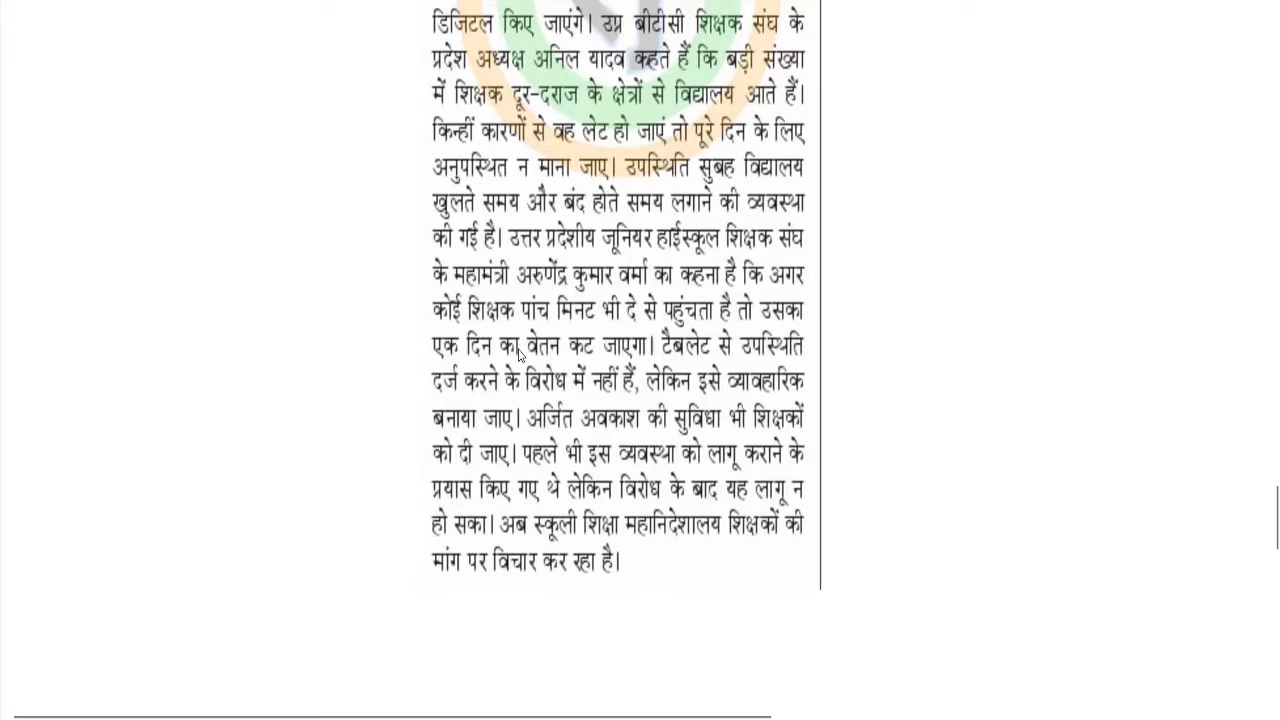 डिजिटल किए जाएंगे। उप्र बीटीसी शिक्षक संघ के
प्रदेश अध्यक्ष अनिल यादव कहते हैं कि बड़ी संख्या
में शिक्षक दूर-दराज के क्षेत्रों से विद्यालय आते हैं।
किन्हीं कारणों से वह लेट हो जाएं तो पूरे दिन के लिए
अनुपस्थित न माना जाए। उपस्थिति सुबह विद्यालय
खुलते समय और बंद होते समय लगाने की व्यवस्था
की गई है। उत्तर प्रदेशीय जूनियर हाईस्कूल शिक्षक संघ
के महामंत्री अरुणेंद्र कुमार वर्मा का कहना है कि अगर
कोई शिक्षक पांच मिनट भी दे से पहुंचता है तो उसका
एक दिन का वेतन कट जाएगा। टैबलेट से उपस्थिति
दर्ज करने के विरोध में नहीं हैं, लेकिन इसे व्यावहारिक
बनाया जाए। अर्जित अवकाश की सुविधा भी शिक्षकों
को दी जाए। पहले भी इस व्यवस्था को लागू कराने के
प्रयास किए गए थे लेकिन विरोध के बाद यह लागू न
हो सका। अब स्कूली शिक्षा महानिदेशालय शिक्षकों की
मांग पर विचार कर रहा है।